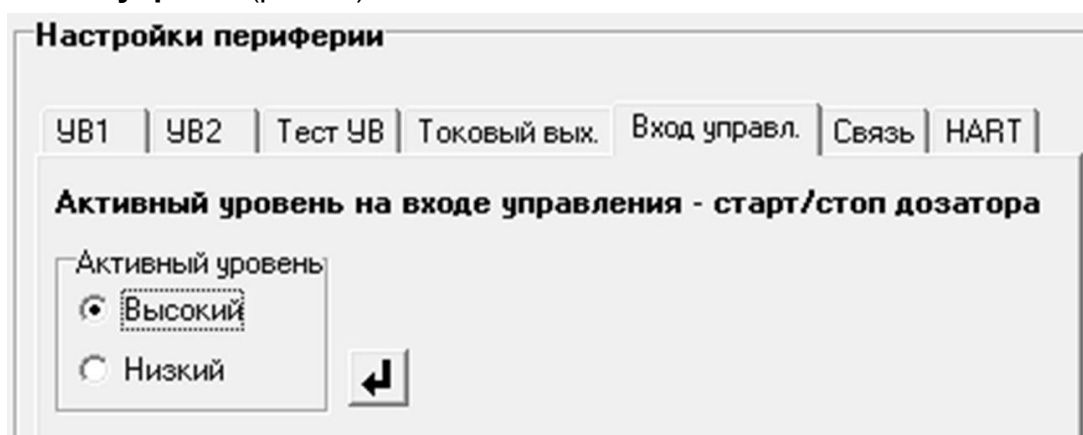 Настройки периферии
УВ1 УВ2 Тест УВ Токовый вых. Вход управл. Связь HART
Активный уровень на входе управления - старт/стоп дозатора
Активный уровень
Высокий
Низкий